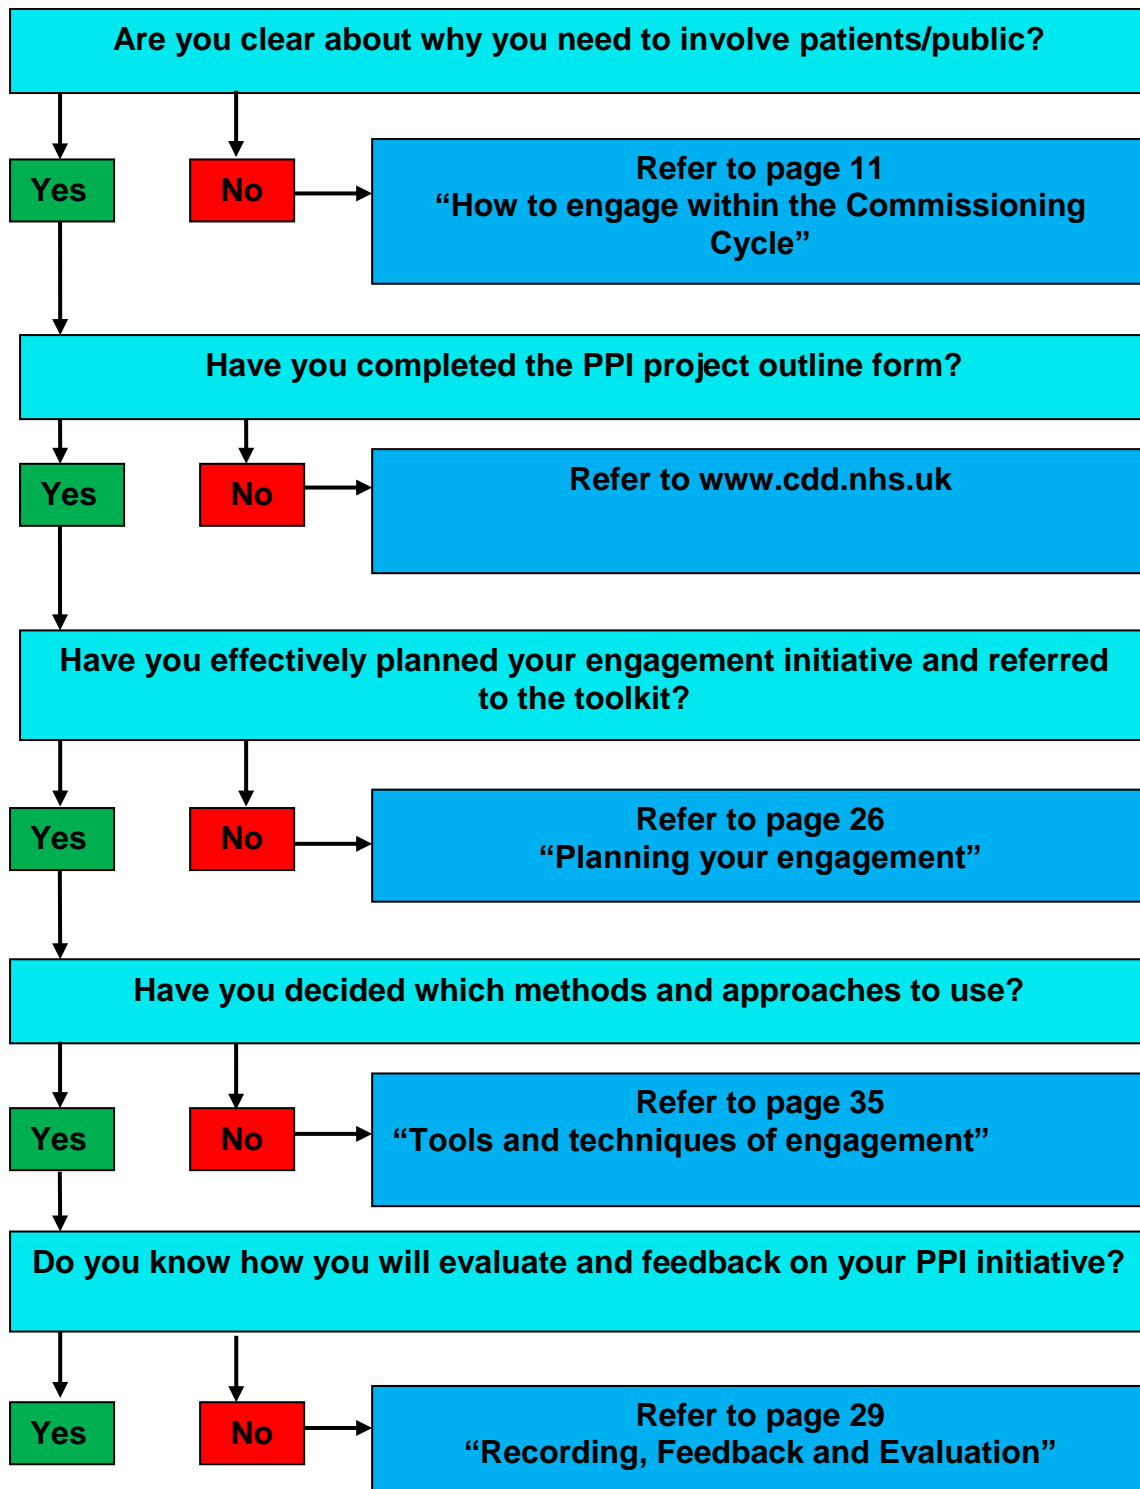 Are you clear about why you need to involve patients/public?
Yes
No
Refer to page 11
“How to engage within the Commissioning
Cycle”
Have you completed the PPI project outline form?
Yes
No
Refer to www.cdd.nhs.uk
Have you effectively planned your engagement initiative and referred
to the toolkit?
Yes
No
Refer to page 26
“Planning your engagement”
Have you decided which methods and approaches to use?
Yes
No
Refer to page 35
“Tools and techniques of engagement”
Do you know how you will evaluate and feedback on your PPI initiative?
Yes
No
Refer to page 29
“Recording, Feedback and Evaluation”